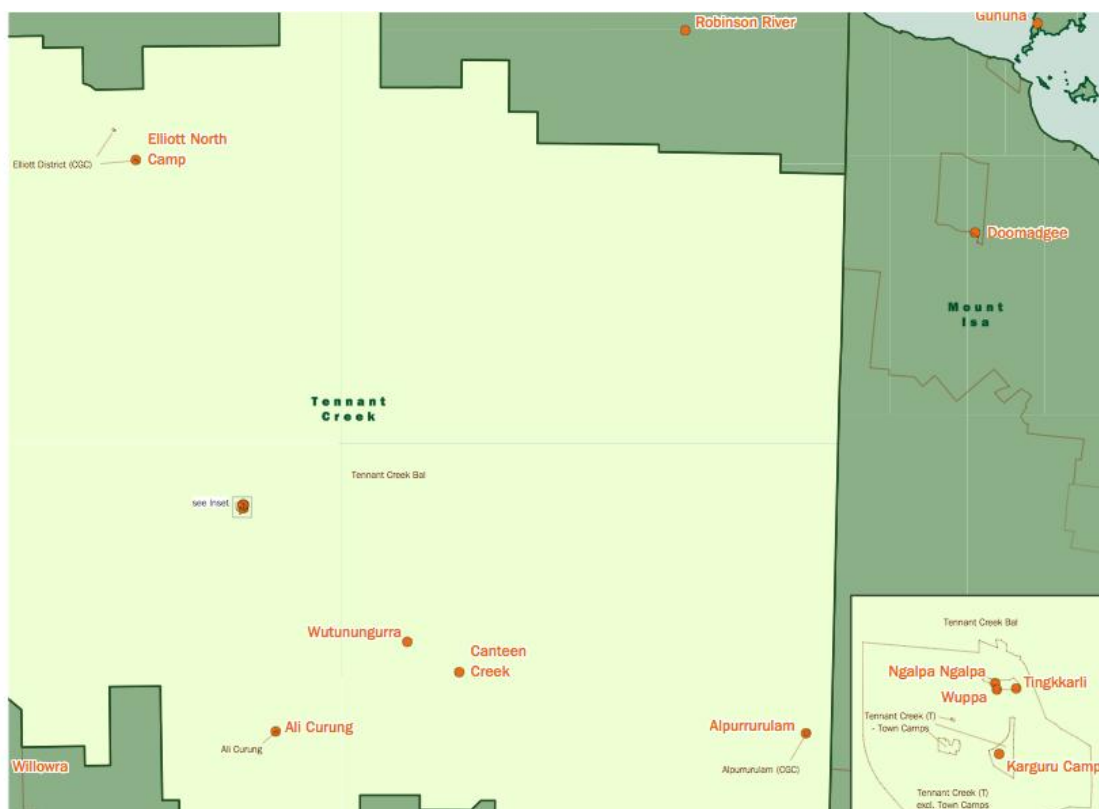 Robinson River
Gununa
Elliott North
Camp
Elliott District (CGC)
Doomadgee
Mount
Isa
Tennant
Creek
Tennant Creek Bal
see Inset
Wutunungurra
Canteen
Creek
Ali Curung
Ali Curung
Alpurrurulam
Alpurrurulam (CGC)
Willowra
Tennant Creek Bal
Ngalpa Ngalpa
Tingkkarli
Wuppa
Tennant Creek (T)
- Town Camps
Karguru Camp
Tennant Creek (T)
excl. Town Camps